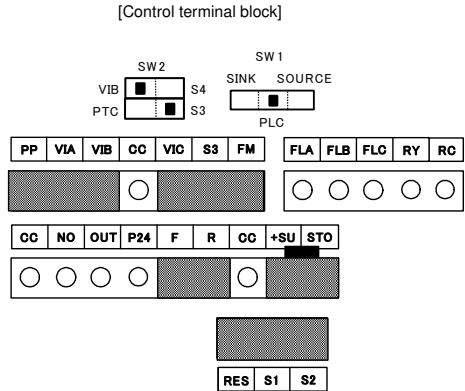 [Control terminal block]
SW1
SW2
SINK SOURCE
VIB S4
PTC S3
PLC
PP VIA VIB CC VIC S3 FM FLA FLB FLC RY RC
CC NO OUT P24 F R CC +SU STO
RES S1 S2